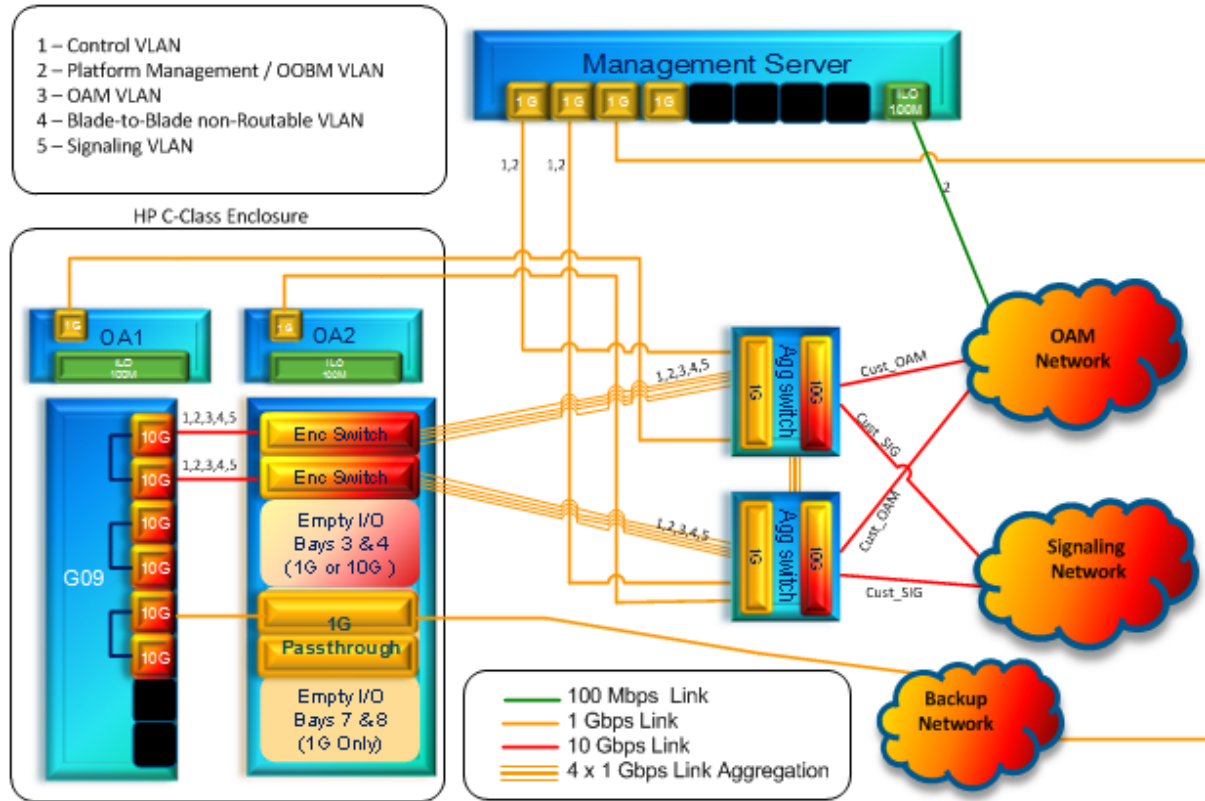 1 – Control VLAN
2 – Platform Management / OOBM VLAN
3 – OAM VLAN
4 – Blade-to-Blade non-Routable VLAN
5 – Signaling VLAN
Management Server
1G
1G
1G
1G
ILO
100M
1,2
1,2
2
HP C-Class Enclosure
1G
OA1
ILO
100M
1G
OA2
ILO
100M
G09
10G
10G
10G
10G
10G
10G
1,2,3,4,5
1,2,3,4,5
Enc Switch
Enc Switch
Empty I/O
Bays 3 & 4
(1G or 10G )
1G
Passthrough
Empty I/O
Bays 7 & 8
(1G Only)
1,2,3,4,5
1,2,3,4,5
1G
Agg switch
10G
1G
Agg switch
10G
Cust_OAM
Cust_SIG
Cust_OAM
Cust_SIG
OAM
Network
Signaling
Network
Backup
Network
100 Mbps Link
1 Gbps Link
10 Gbps Link
4 x 1 Gbps Link Aggregation